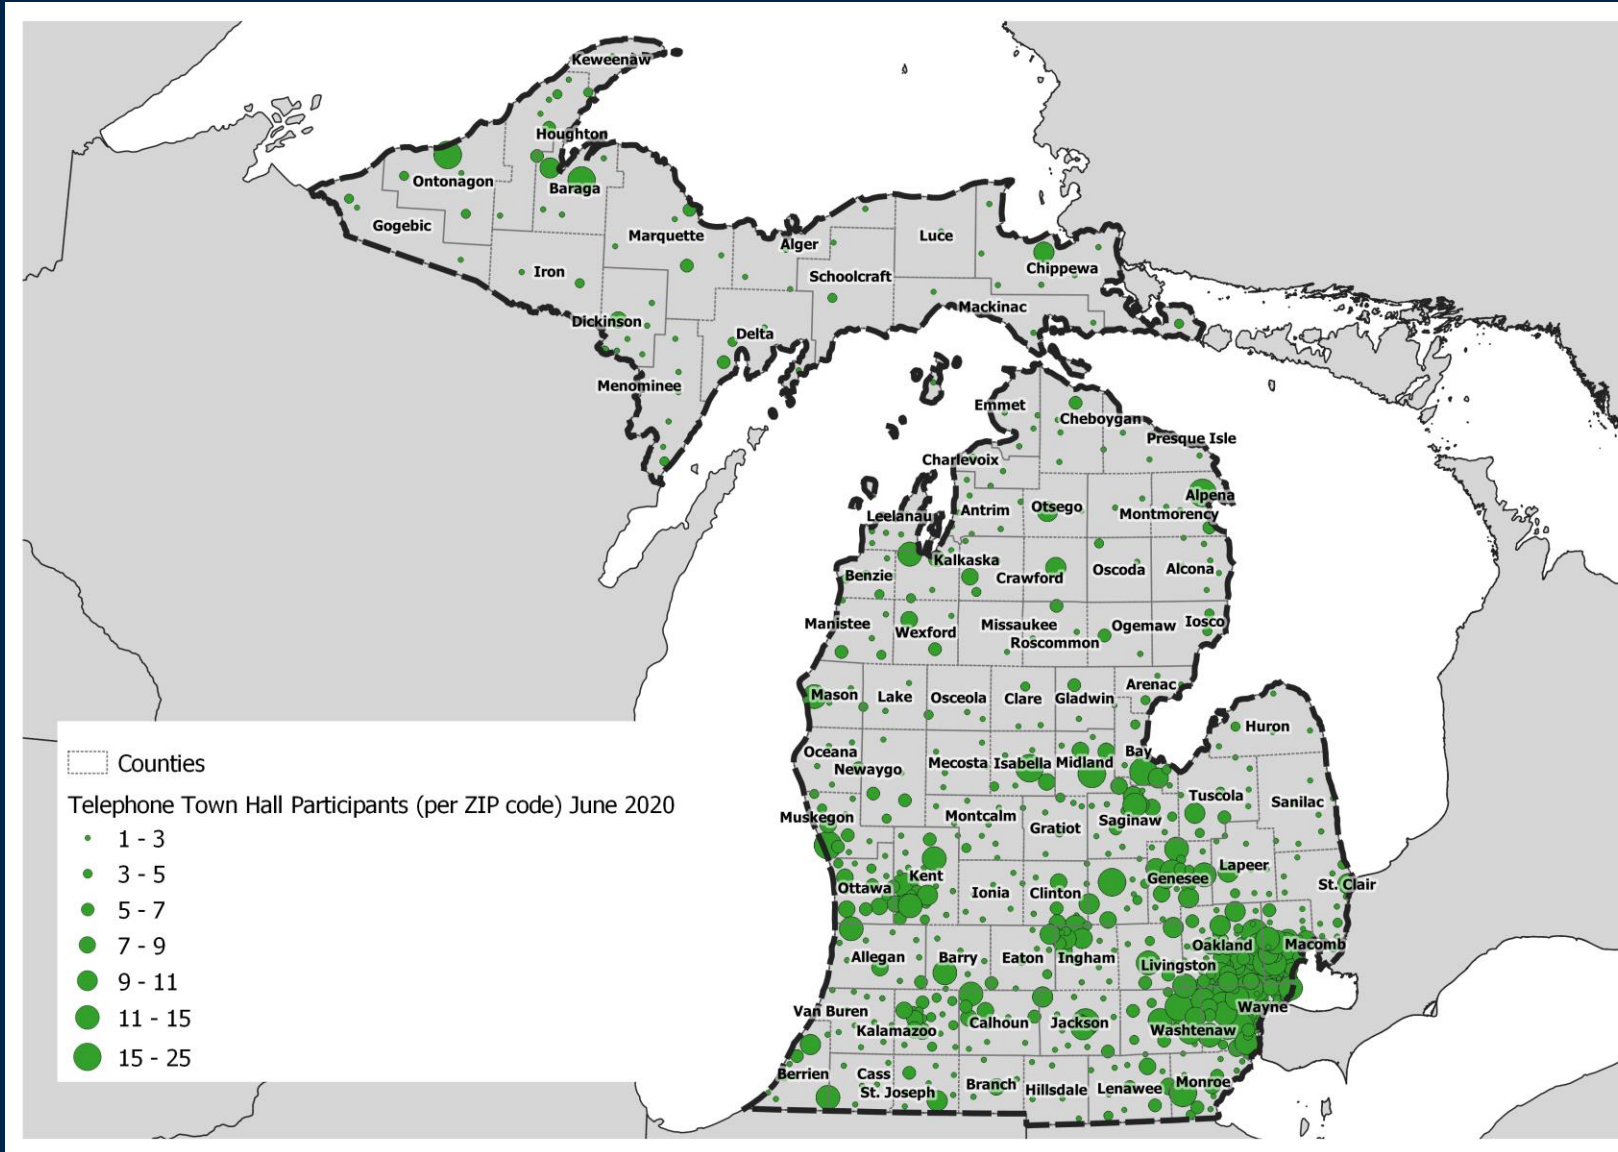 Keweenaw
Houghton
Ontonagon
Baraga
Gogebic
Marquette
Alger
Luce
Iron
Schoolcraft
Chippewa
Mackinac
Dickinson
Delta
Menominee
Emmet
Cheboygan
Presque Isle
Charlevoix
Alpena
Leelanau
Antrim
Otsego
Montmorency
Kalkaska
Benzie
Crawford
Oscoda
Alcona
Manistee
Wexford
Missaukee
Roscommon
Ogemaw
Iosco
Mason
Lake
Osceola
Clare
Gladwin
Arenac
Huron
Oceana
Newaygo
Mecosta
Isabella
Midland
Bay
Muskegon
Montcalm
Gratiot
Saginaw
Tuscola
Sanilac
Ottawa
Kent
Ionia
Clinton
Genesee
Lapeer
St. Clair
Allegan
Barry
Eaton
Ingham
Livingston
Oakland
Macomb
Van Buren
Kalamazoo
Calhoun
Jackson
Washtenaw
Wayne
Berrien
Cass
St. Joseph
Branch
Hillsdale
Lenawee
Monroe
Counties
Telephone Town Hall Participants (per ZIP code) June 2020
1 - 3
3 - 5
5 - 7
7 - 9
9 - 11
11 - 15
15 - 25